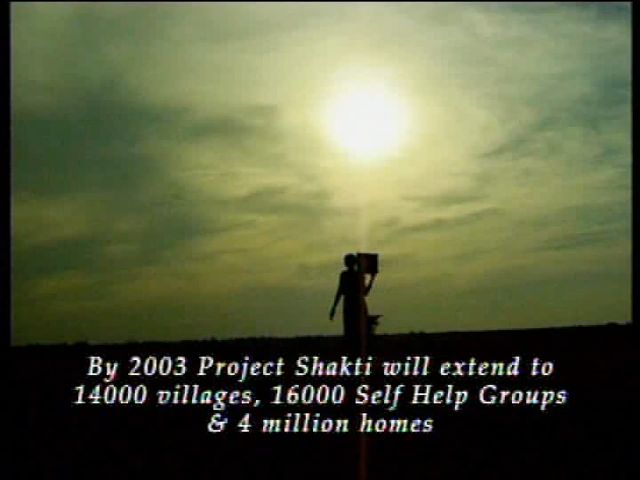 By 2003 Project Shakti will extend to
14000 villages, 16000 Self Help Groups
& 4 million homes